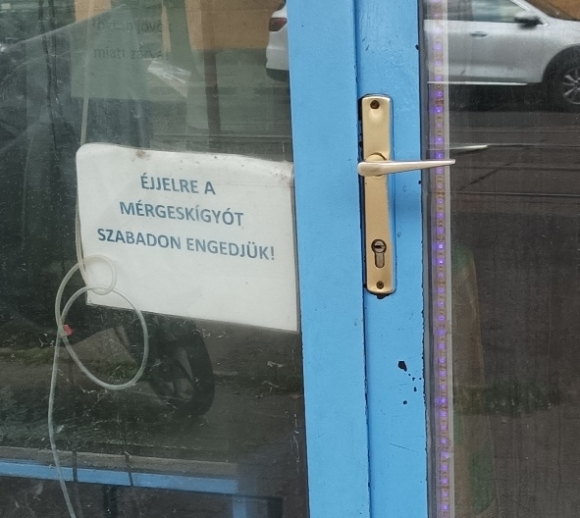 ÉJJELRE A
MÉRGESKÍGYÓT
SZABADON ENGEDJÜK!